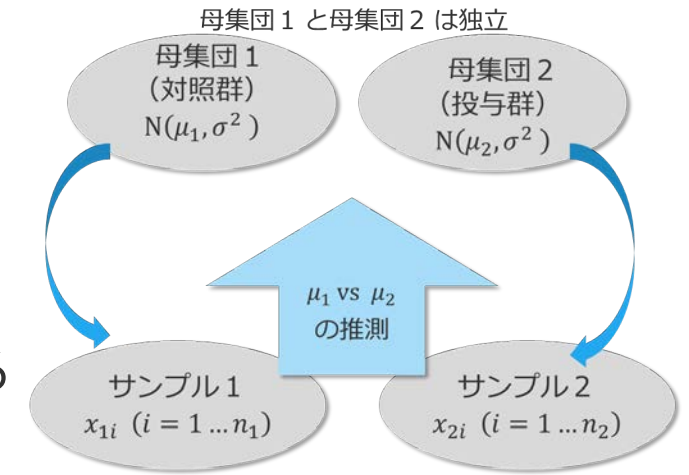 母集団１と母集団２は独立
母集団１
（対照群）
N(μ₁,σ² )
母集団２
（投与群）
N(μ₂,σ² )
μ₁ vs μ₂
の推測
サンプル１
x₁ᵢ (i = 1 … n₁)
サンプル２
x₂ᵢ (i = 1 … n₂)